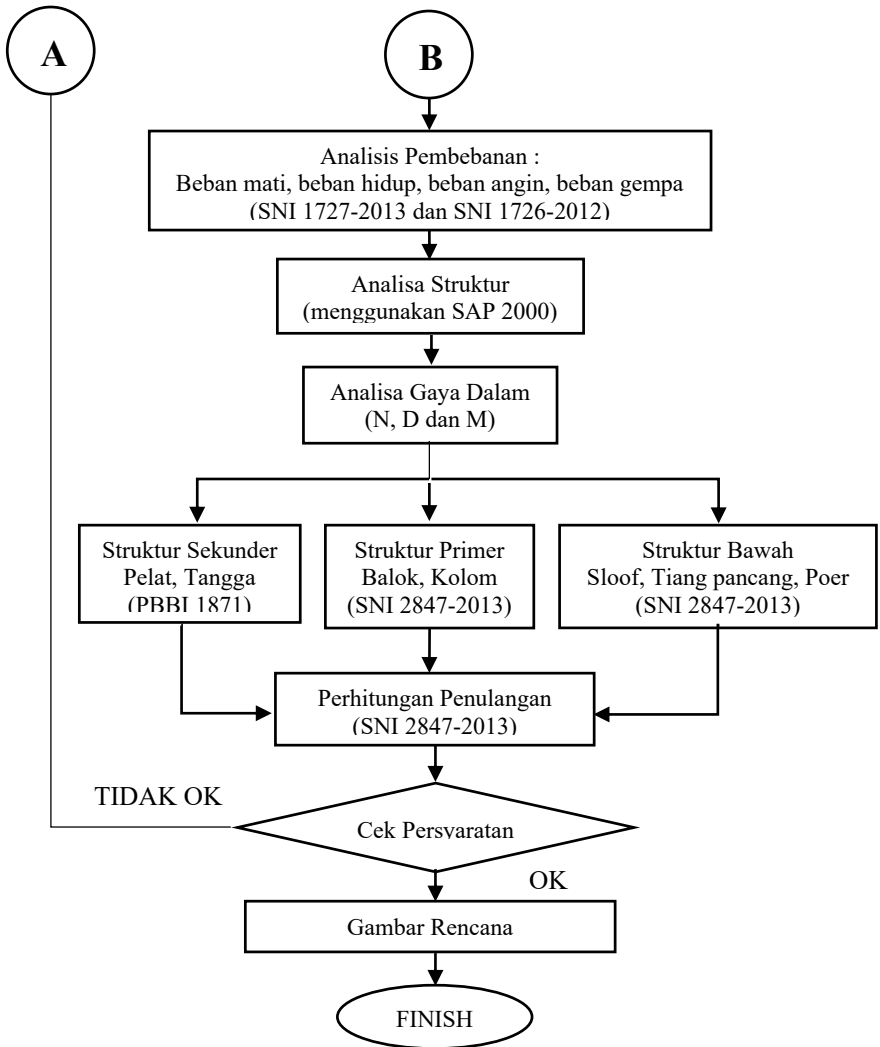 A
B
Analisis Pembebanan :
Beban mati, beban hidup, beban angin, beban gempa
(SNI 1727-2013 dan SNI 1726-2012)
Analisa Struktur
(menggunakan SAP 2000)
Analisa Gaya Dalam
(N, D dan M)
Struktur Sekunder
Pelat, Tangga
(PBBI 1871)
Struktur Primer
Balok, Kolom
(SNI 2847-2013)
Struktur Bawah
Sloof, Tiang pancang, Poer
(SNI 2847-2013)
Perhitungan Penulangan
(SNI 2847-2013)
TIDAK OK
Cek Persyaratan
OK
Gambar Rencana
FINISH